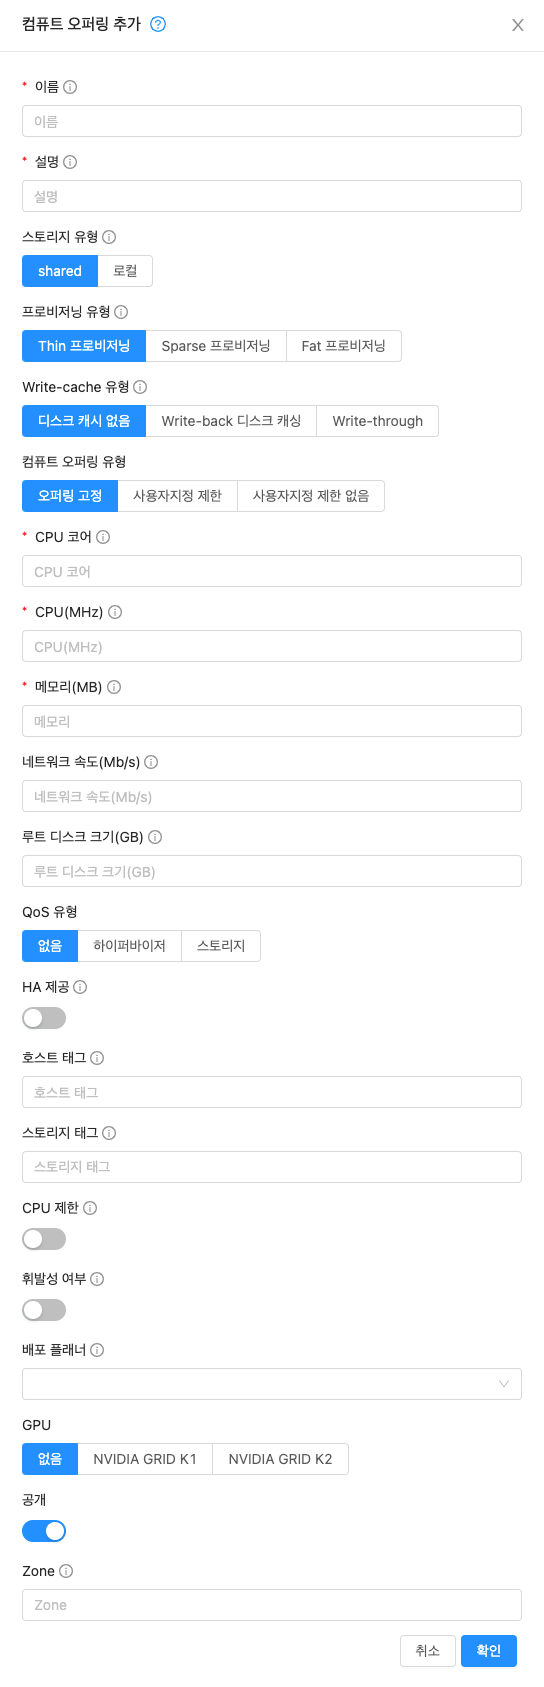 컴퓨트 오퍼링 추가
* 이름
이름
* 설명
설명
스토리지 유형
shared 로컬
프로비저닝 유형
Thin 프로비저닝 Sparse 프로비저닝 Fat 프로비저닝
Write-cache 유형
디스크 캐시 없음 Write-back 디스크 캐싱 Write-through
컴퓨트 오퍼링 유형
오퍼링 고정 사용자지정 제한 사용자지정 제한 없음
* CPU 코어
CPU 코어
* CPU(MHz)
CPU(MHz)
* 메모리(MB)
메모리
네트워크 속도(Mb/s)
네트워크 속도(Mb/s)
루트 디스크 크기(GB)
루트 디스크 크기(GB)
QoS 유형
없음 하이퍼바이저 스토리지
HA 제공
호스트 태그
호스트 태그
스토리지 태그
스토리지 태그
CPU 제한
휘발성 여부
배포 플래너
GPU
없음 NVIDIA GRID K1 NVIDIA GRID K2
공개
Zone
Zone
취소 확인